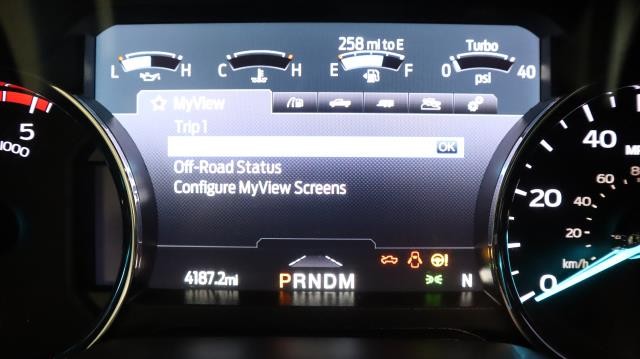 258 mi to E
Turbo
L H
C H
E F
0 psi 40
MyView
Trip 1
OK
Off-Road Status
Configure MyView Screens
4187.2mi
PRNDM
N
5
1000
40
20
0
60
40
20
km/h